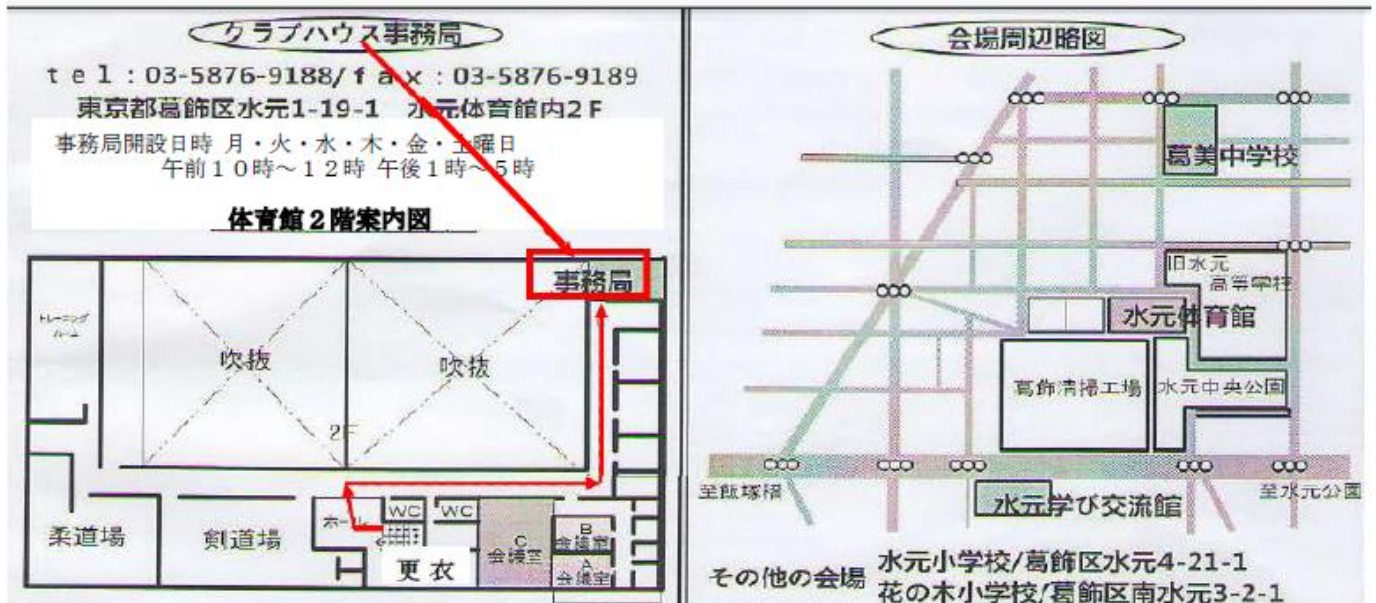 クラブハウス事務局
tel：03-5876-9188/fax：03-5876-9189
東京都葛飾区水元1-19-1　水元体育館内2F
事務局開設日時 月・火・水・木・金・土曜日
午前１０時～１２時 午後１時～５時
体育館２階案内図
事務局
トレーニング
ルーム
吹抜
吹抜
2F
柔道場
剣道場
ホール
WC
WC
更衣
C
会議室
B
会議室
A
会議室
会場周辺略図
葛美中学校
旧水元
高等学校
水元体育館
葛飾清掃工場
水元中央公園
至飯塚橋
水元学び交流館
至水元公園
その他の会場
水元小学校/葛飾区水元4-21-1
花の木小学校/葛飾区南水元3-2-1